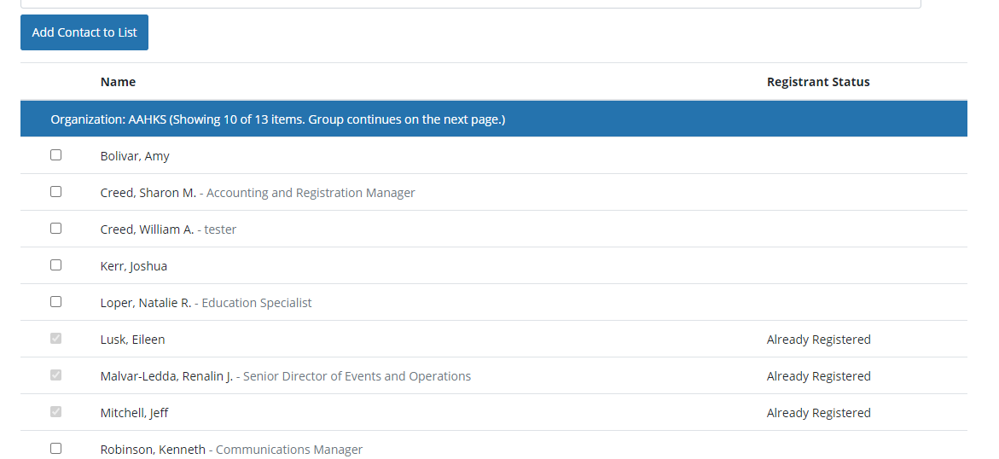 Add Contact to List
Name Registrant Status
Organization: AAHKS (Showing 10 of 13 items. Group continues on the next page.)
Bolivar, Amy
Creed, Sharon M. - Accounting and Registration Manager
Creed, William A. - tester
Kerr, Joshua
Loper, Natalie R. - Education Specialist
Lusk, Eileen Already Registered
Malvar-Ledda, Renalin J. - Senior Director of Events and Operations Already Registered
Mitchell, Jeff Already Registered
Robinson, Kenneth - Communications Manager